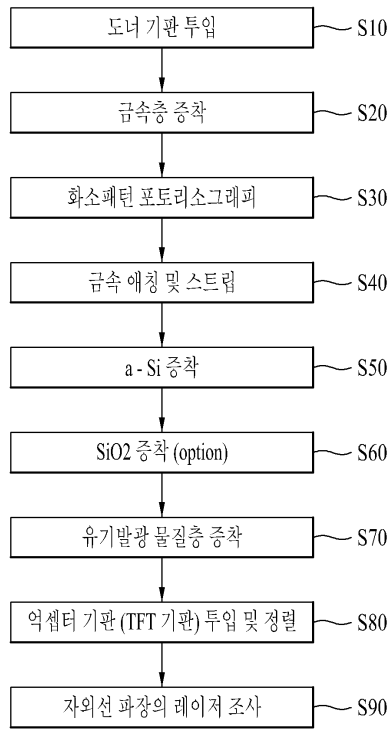 도너 기판 투입 S10
금속층 증착 S20
화소패턴 포토리소그래피 S30
금속 애칭 및 스트립 S40
a - Si 증착 S50
SiO2 증착 (option) S60
유기발광 물질층 증착 S70
억셉터 기판 (TFT 기판) 투입 및 정렬 S80
자외선 파장의 레이저 조사 S90